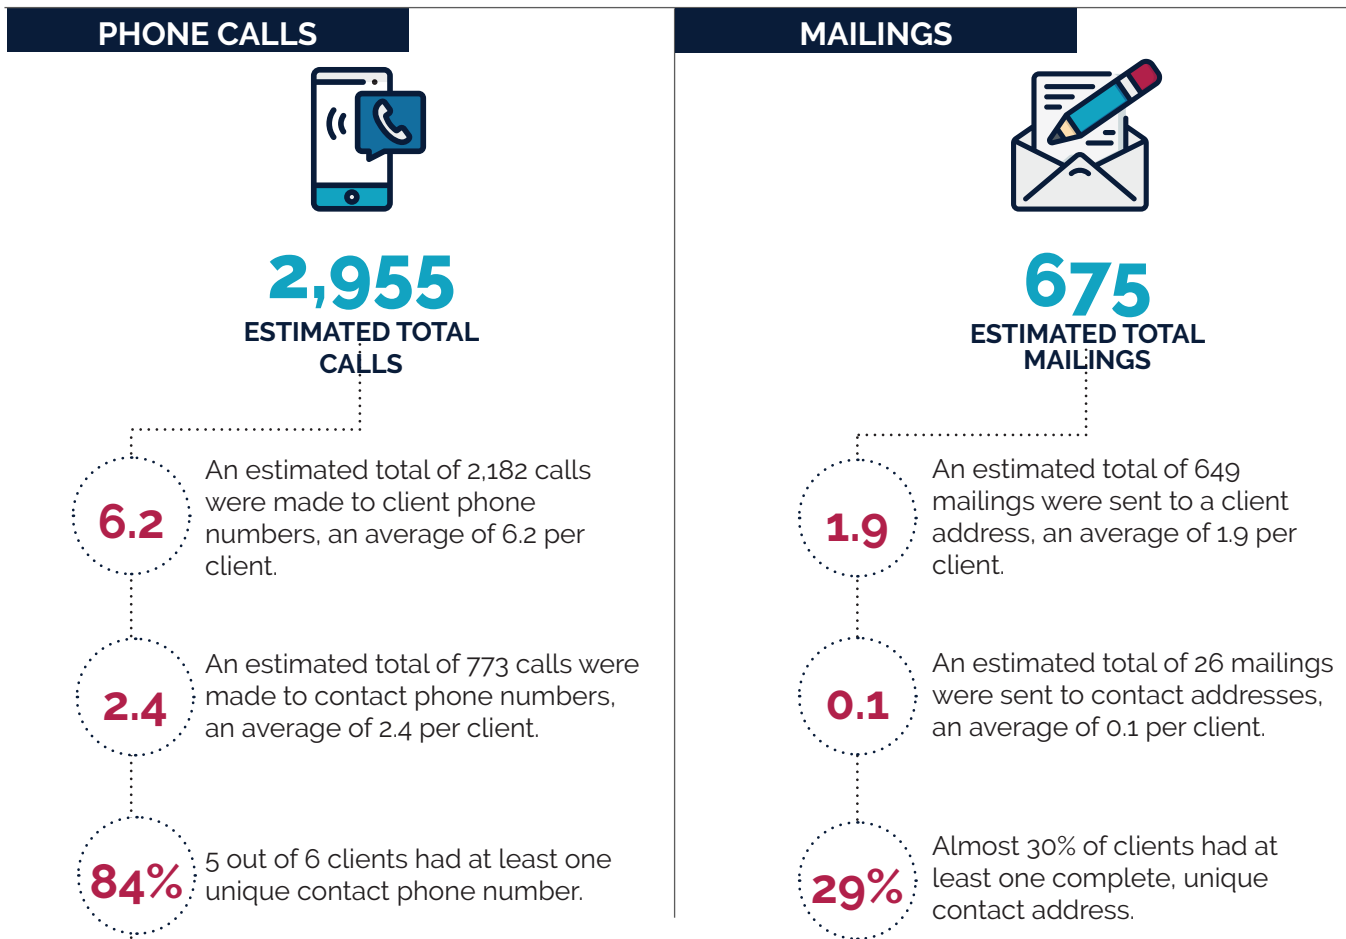 PHONE CALLS
2,955
ESTIMATED TOTAL
CALLS
6.2
An estimated total of 2,182 calls
were made to client phone
numbers, an average of 6.2 per
client.
2.4
An estimated total of 773 calls were
made to contact phone numbers,
an average of 2.4 per client.
84%
5 out of 6 clients had at least one
unique contact phone number.
MAILINGS
675
ESTIMATED TOTAL
MAILINGS
1.9
An estimated total of 649
mailings were sent to a client
address, an average of 1.9 per
client.
0.1
An estimated total of 26 mailings
were sent to contact addresses,
an average of 0.1 per client.
29%
Almost 30% of clients had at
least one complete, unique
contact address.